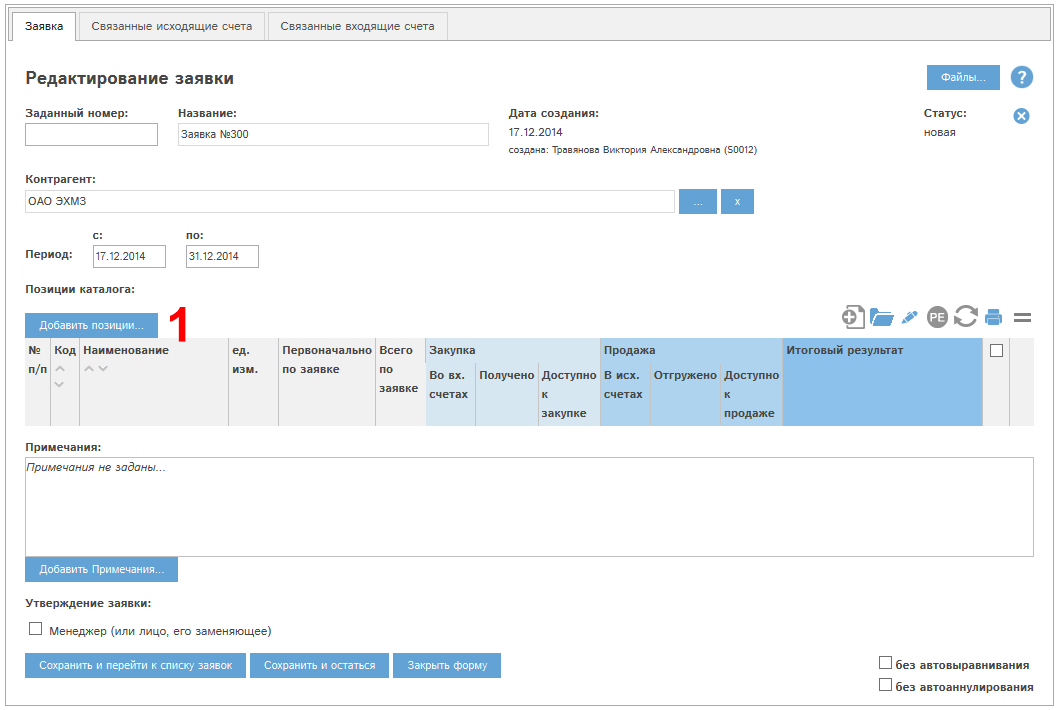 Заявка Связанные исходящие счета Связанные входящие счета
Редактирование заявки Файлы... ?
Заданный номер: Название: Дата создания: Статус:
Заявка №300 17.12.2014 новая
создана: Травянова Виктория Александровна (S0012)
Контрагент:
ОАО ЭХМЗ ... x
с: по:
Период: 17.12.2014 31.12.2014
Позиции каталога:
Добавить позиции... 1 PE
№ Код Наименование ед. Первоначально Всего Закупка Продажа Итоговый результат
п/п изм. по заявке по Во вх. Получено Доступно В исх. Отгружено Доступно
заявке счетах к счетах к
закупке продаже
Примечания:
Примечания не заданы...
Добавить Примечания...
Утверждение заявки:
Менеджер (или лицо, его заменяющее)
Сохранить и перейти к списку заявок Сохранить и остаться Закрыть форму
без автовыравнивания
без автоаннулирования